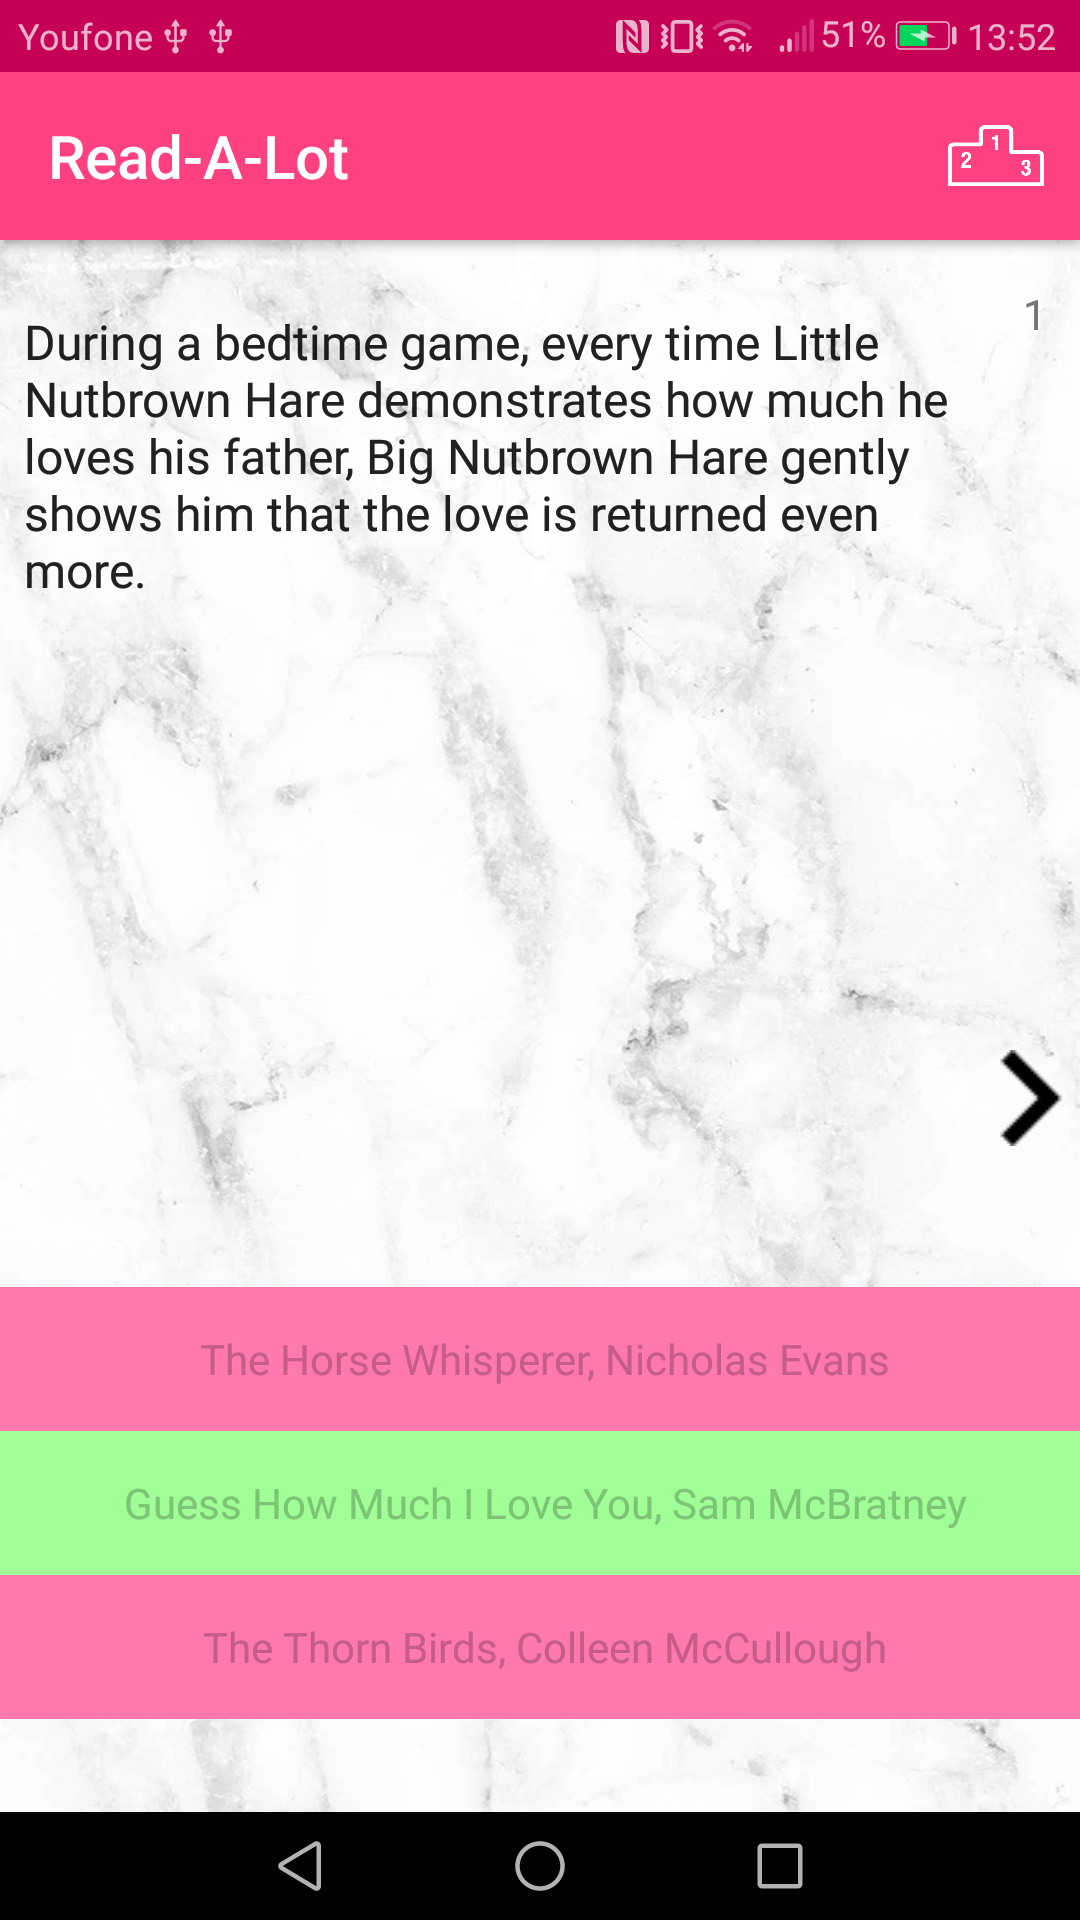 Youfone 51% 13:52
Read-A-Lot
2 1 3
1
During a bedtime game, every time Little
Nutbrown Hare demonstrates how much he
loves his father, Big Nutbrown Hare gently
shows him that the love is returned even
more.
The Horse Whisperer, Nicholas Evans
Guess How Much I Love You, Sam McBratney
The Thorn Birds, Colleen McCullough